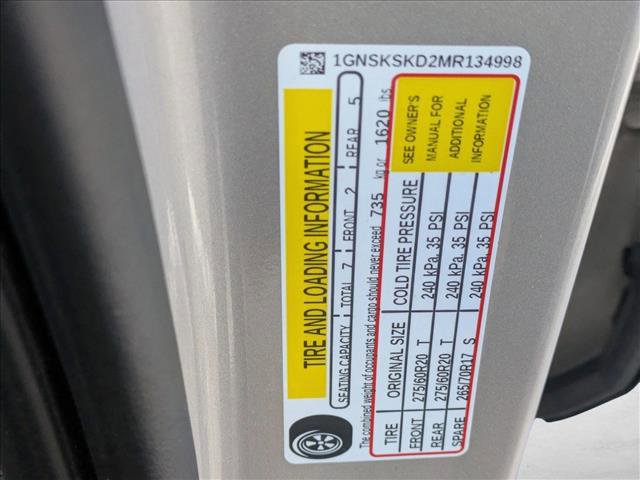 1GNSKSKD2MR134998
TIRE AND LOADING INFORMATION
SEATING CAPACITY TOTAL 7 FRONT 2 REAR 5
The combined weight of occupants and cargo should never exceed 735 kg or 1620 lbs
TIRE ORIGINAL SIZE COLD TIRE PRESSURE SEE OWNER'S
FRONT 275/60R20 T 240 kPa, 35 PSI MANUAL FOR
REAR 275/60R20 T 240 kPa, 35 PSI ADDITIONAL
SPARE 265/70R17 S 240 kPa, 35 PSI INFORMATION